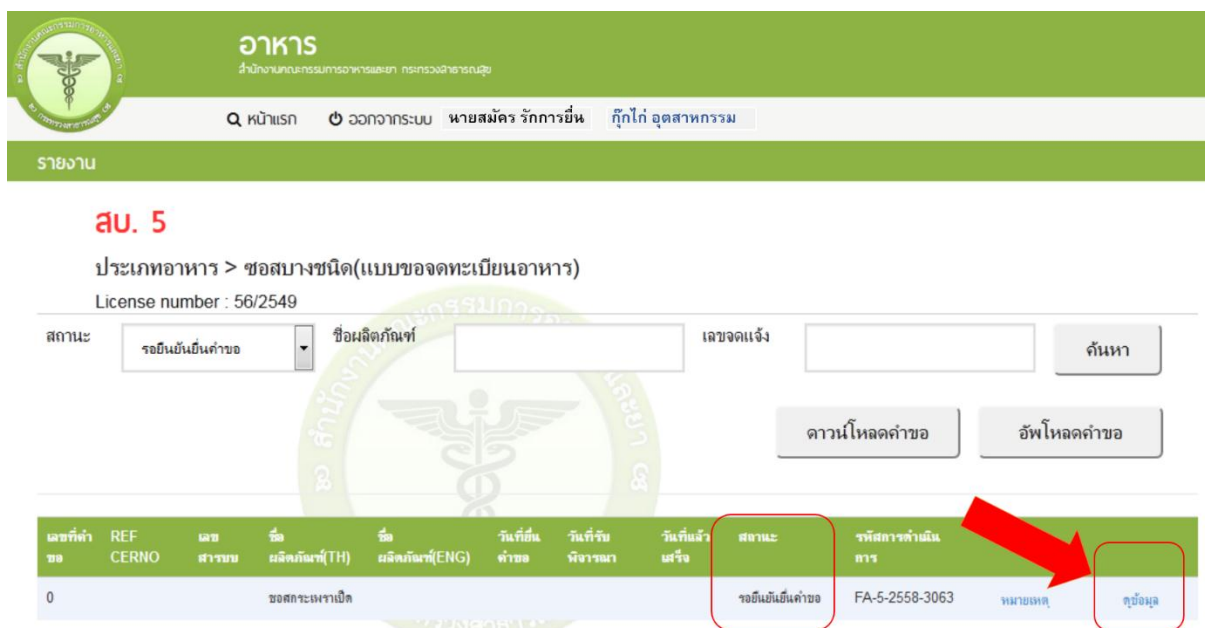 อาหาร
สำนักงานคณะกรรมการอาหารและยา กระทรวงสาธารณสุข
หน้าแรก ออกจากระบบ นายสมัคร รักการยื่น กุ๊กไก่ อุตสาหกรรม
รายงาน
สบ. 5
ประเภทอาหาร > ซอสบางชนิด(แบบขอจดทะเบียนอาหาร)
License number : 56/2549
สถานะ รอยืนยันยื่นคำขอ ชื่อผลิตภัณฑ์ เลขจดแจ้ง ค้นหา
ดาวน์โหลดคำขอ อัพโหลดคำขอ
เลขที่คำ REF เลข ชื่อ ชื่อ วันที่ยื่น วันที่รับ วันที่แล้ว สถานะ รหัสการดำเนิน
ขอ CERNO สารบบ ผลิตภัณฑ์(TH) ผลิตภัณฑ์(ENG) คำขอ พิจารณา เสร็จ การ
0 ซอสกระเพราเป็ด รอยืนยันยื่นคำขอ FA-5-2558-3063 หมายเหตุ ดูข้อมูล